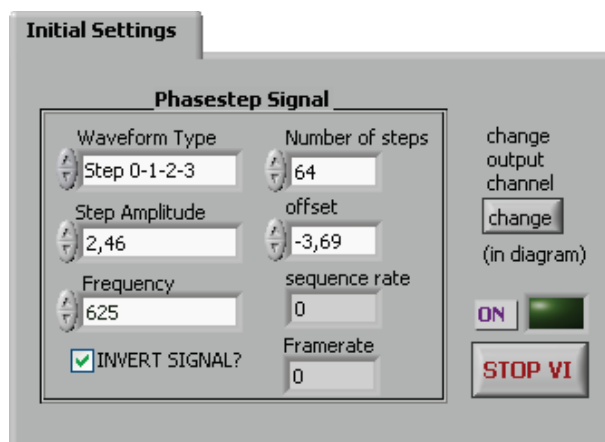 Initial Settings
Phasestep Signal
Waveform Type
Step 0-1-2-3
Number of steps
64
Step Amplitude
2,46
offset
-3,69
Frequency
625
sequence rate
0
INVERT SIGNAL?
Framerate
0
change
output
channel
change
(in diagram)
ON
STOP VI